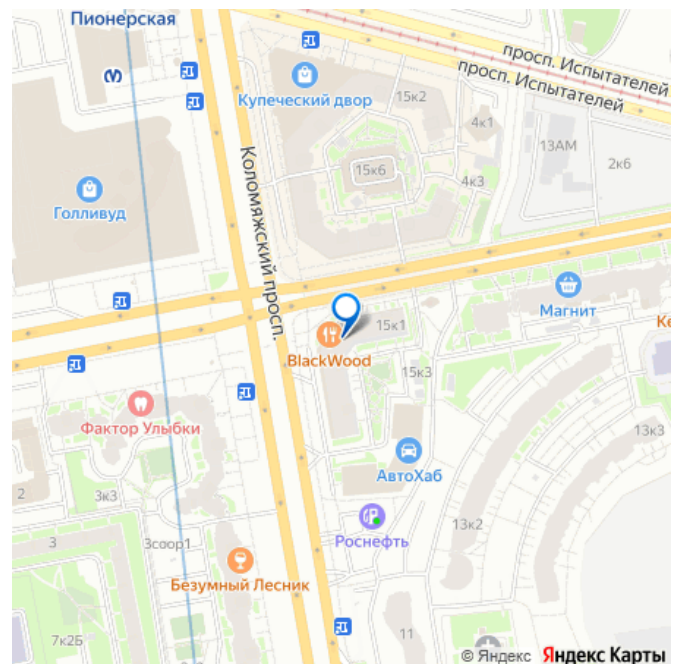 Пионерская
просп. Испытателей
просп. Испытателей
Купеческий двор
15к2
4к1
13АМ
2к6
15к6
4к3
Голливуд
Коломяжский просп.
Магнит
15к1
Ке
BlackWood
15к3
Фактор Улыбки
13к3
АвтоХаб
2
3к3
Роснефть
13к2
3
3соор1
Безумный Лесник
7к2Б
11
© Яндекс Яндекс Карты